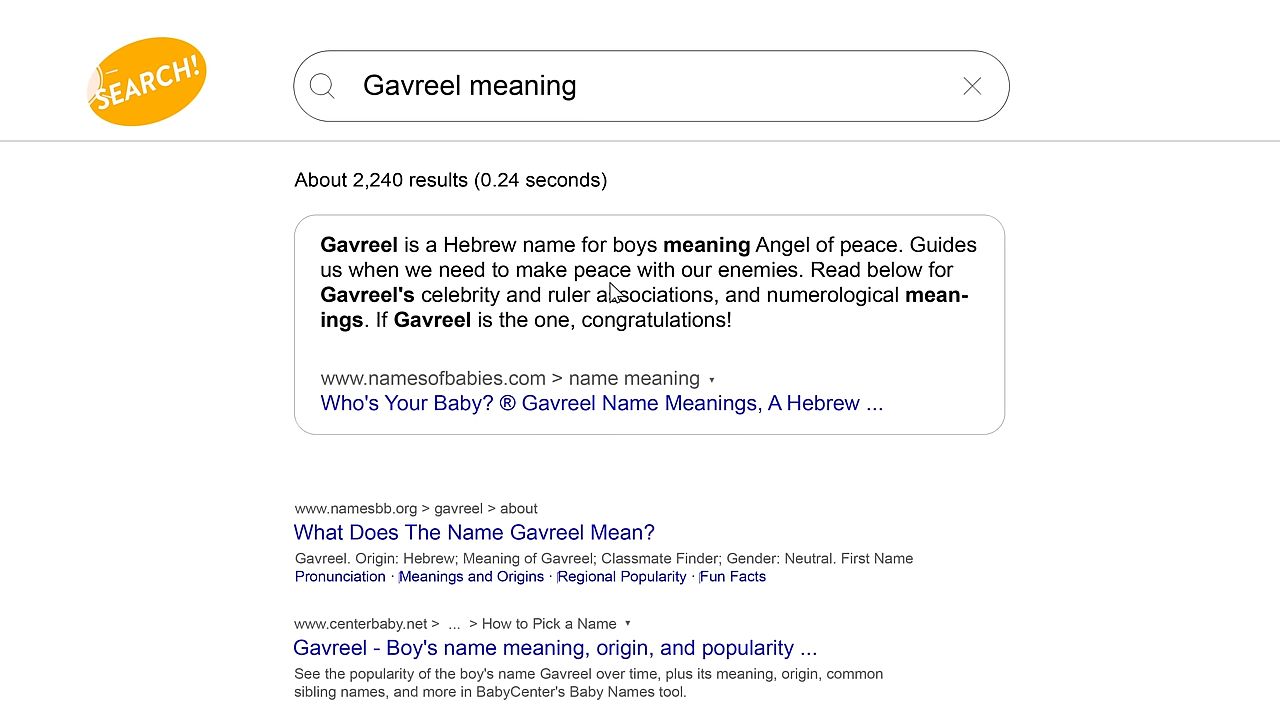 SEARCH!
Gavreel meaning
About 2,240 results (0.24 seconds)
Gavreel is a Hebrew name for boys meaning Angel of peace. Guides
us when we need to make peace with our enemies. Read below for
Gavreel's celebrity and ruler associations, and numerological mean-
ings. If Gavreel is the one, congratulations!
www.namesofbabies.com > name meaning
Who's Your Baby? ® Gavreel Name Meanings, A Hebrew ...
www.namesbb.org > gavreel > about
What Does The Name Gavreel Mean?
Gavreel. Origin: Hebrew; Meaning of Gavreel; Classmate Finder; Gender: Neutral. First Name
Pronunciation · Meanings and Origins · Regional Popularity · Fun Facts
www.centerbaby.net > ... > How to Pick a Name
Gavreel - Boy's name meaning, origin, and popularity ...
See the popularity of the boy's name Gavreel over time, plus its meaning, origin, common
sibling names, and more in BabyCenter's Baby Names tool.